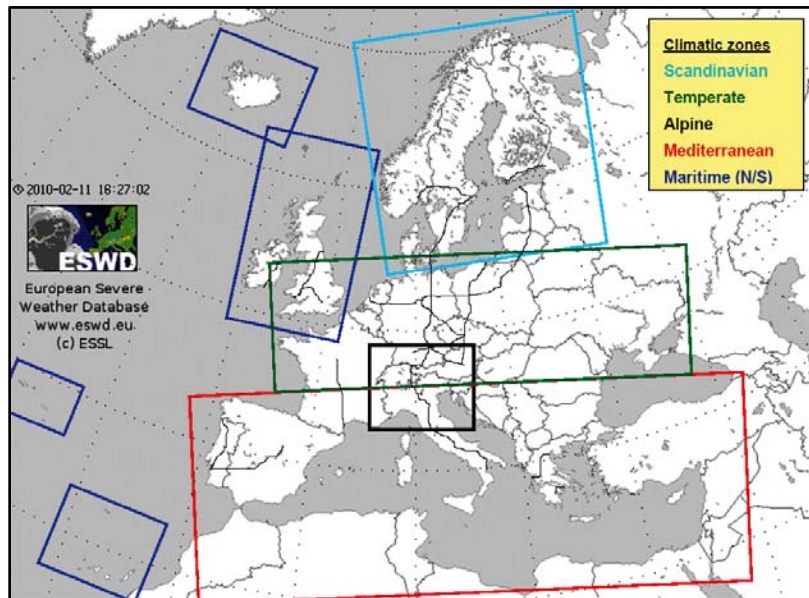 Climatic zones
Scandinavian
Temperate
Alpine
Mediterranean
Maritime (N/S)
© 2010-02-11 16:27:02
ESWD
European Severe
Weather Database
www.eswd.eu
(c) ESSL